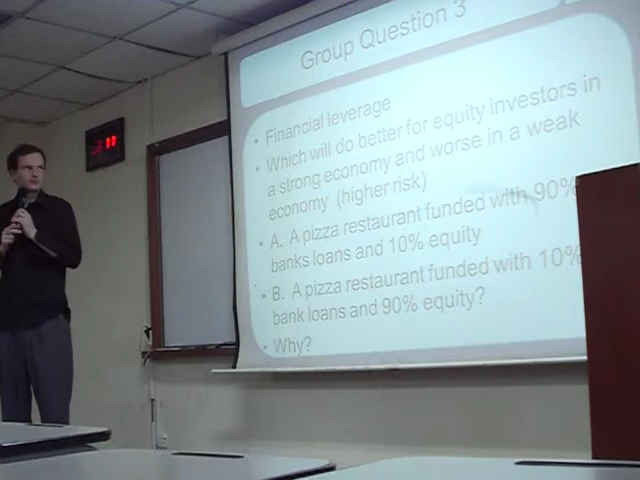 Group Question 3
• Financial leverage
• Which will do better for equity investors in
a strong economy and worse in a weak
economy (higher risk)
• A. A pizza restaurant funded with 90%
banks loans and 10% equity
• B. A pizza restaurant funded with 10%
bank loans and 90% equity?
• Why?